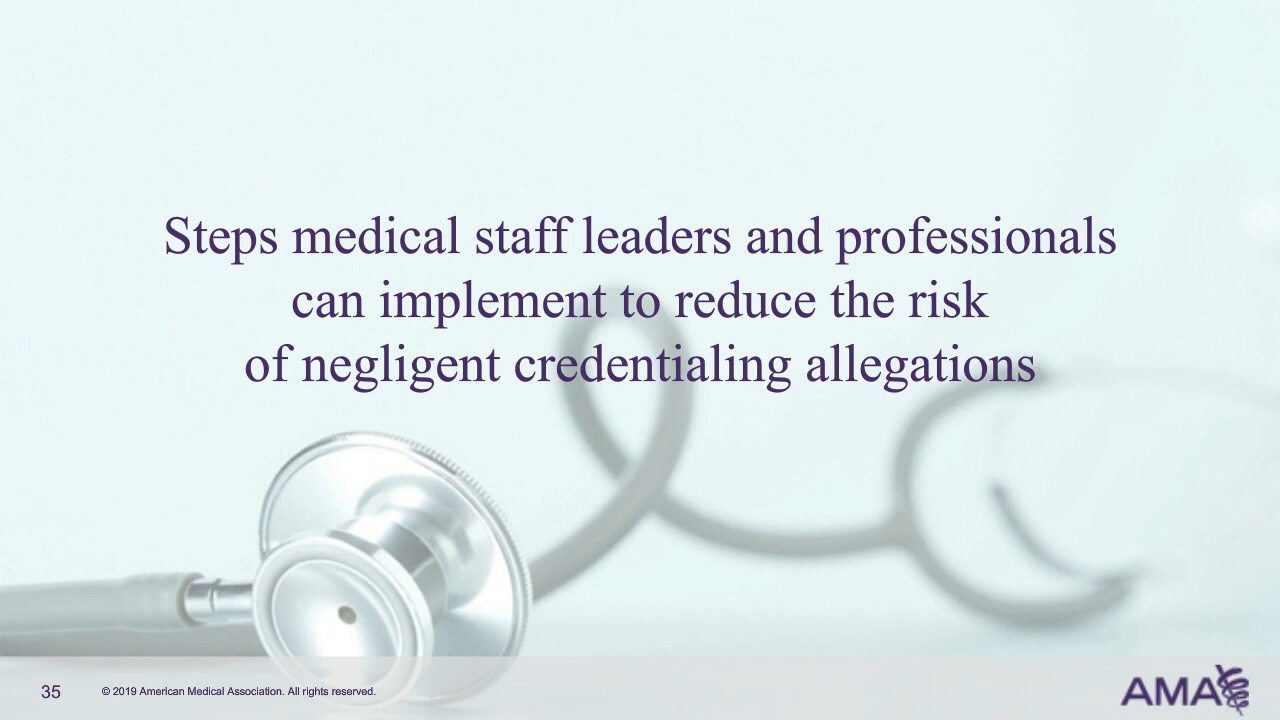 Steps medical staff leaders and professionals
can implement to reduce the risk
of negligent credentialing allegations
35
© 2019 American Medical Association. All rights reserved.
AMA